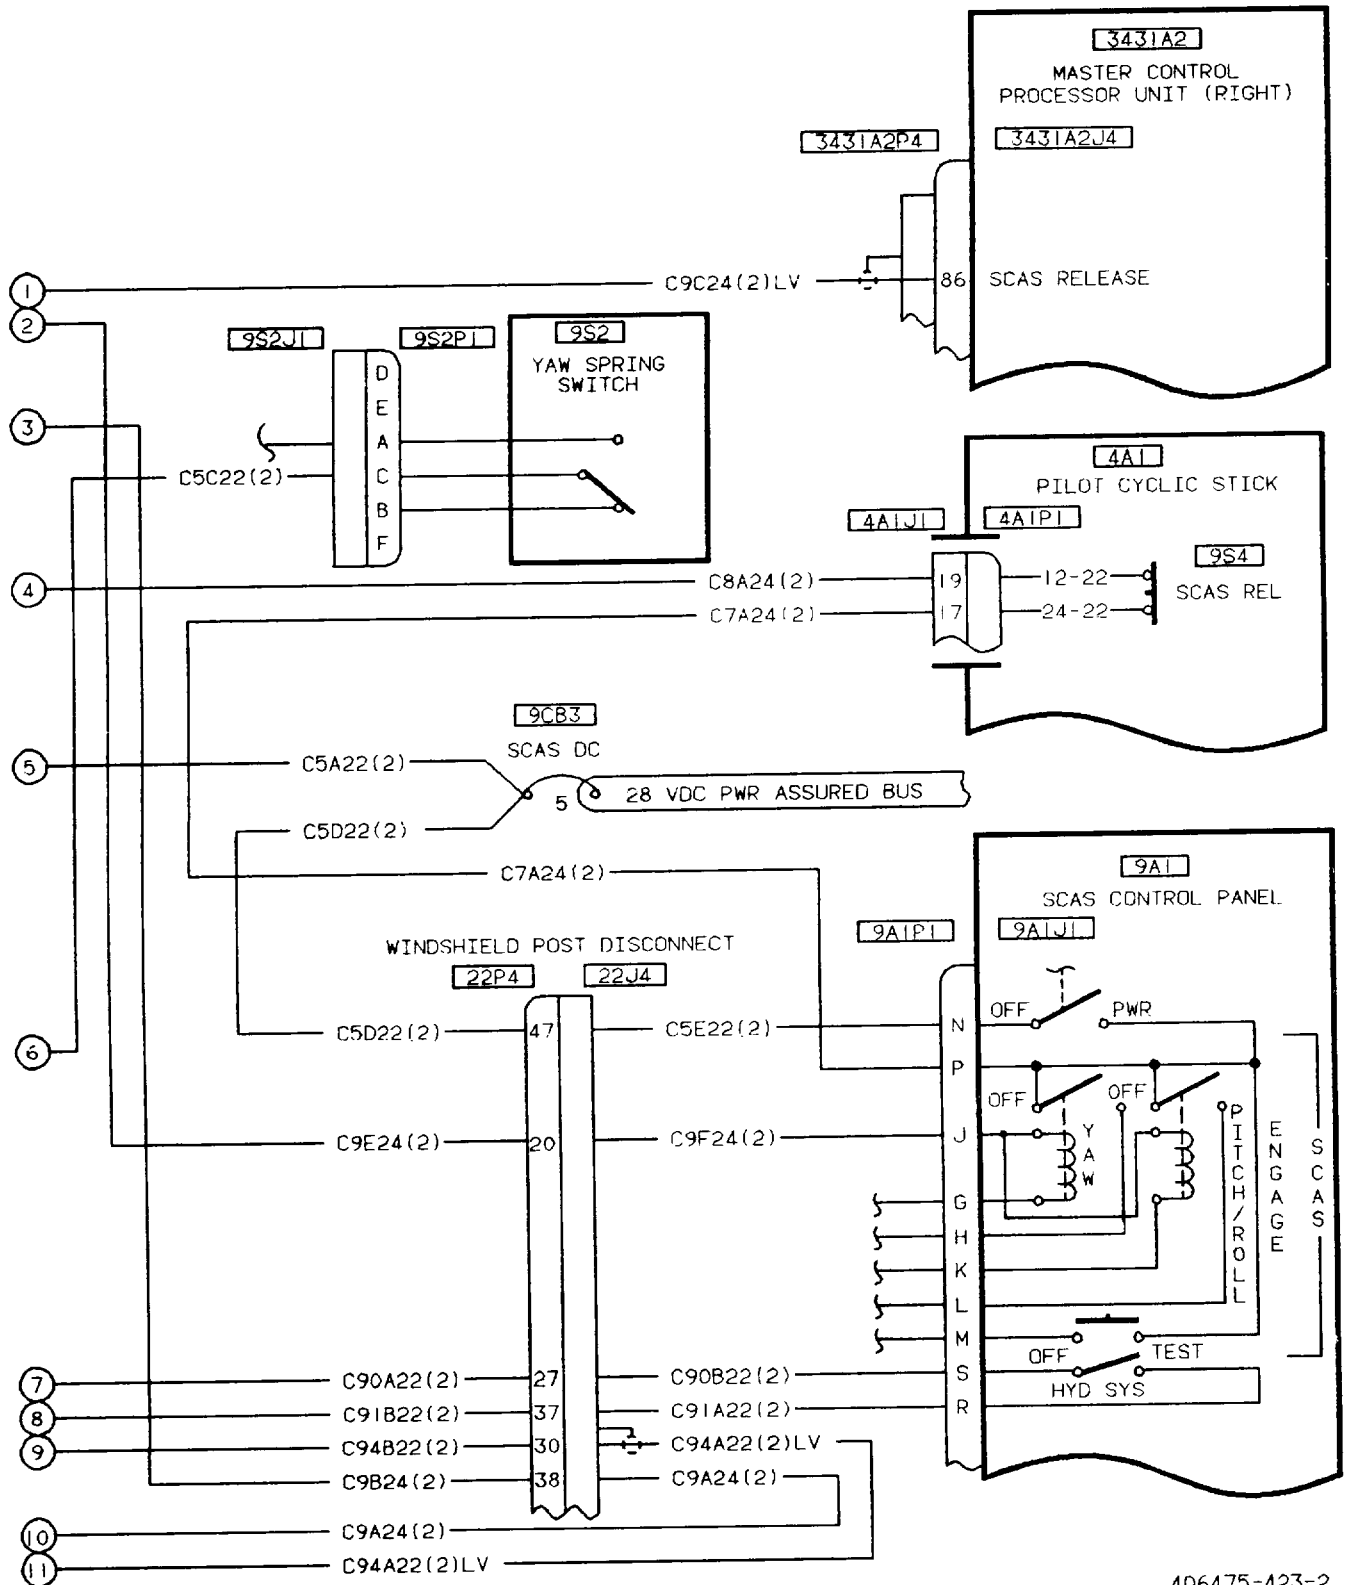 3431A2
MASTER CONTROL
PROCESSOR UNIT (RIGHT)
3431A2P4
3431A2J4
1
C9C24(2)LV
86
SCAS RELEASE
2
9S2J1
9S2P1
9S2
YAW SPRING
SWITCH
D
E
3
A
C5C22(2)
C
B
F
4A1
PILOT CYCLIC STICK
4A1J1
4A1P1
9S4
4
C8A24(2)
19
12-22
SCAS REL
C7A24(2)
17
24-22
9CB3
SCAS DC
5
C5A22(2)
5
28 VDC PWR ASSURED BUS
C5D22(2)
C7A24(2)
9A1
SCAS CONTROL PANEL
9A1P1
9A1J1
WINDSHIELD POST DISCONNECT
22P4
22J4
OFF
PWR
C5D22(2)
47
C5E22(2)
N
6
P
OFF
OFF
C9E24(2)
20
C9F24(2)
J
YAW
PITCH/ROLL
ENGAGE
SCAS
G
H
K
L
M
OFF
TEST
7
C90A22(2)
27
C90B22(2)
S
HYD SYS
8
C91B22(2)
37
C91A22(2)
R
9
C94B22(2)
30
C94A22(2)LV
C9B24(2)
38
C9A24(2)
10
C9A24(2)
11
C94A22(2)LV
406475-423-2